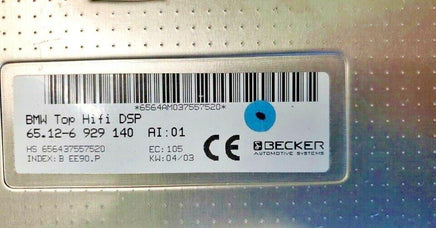 *6564AM037557520*
BMW Top Hifi DSP
65.12-6 929 140 AI:01
HS 656437557520 EC:105
INDEX:B EE90.P KW:04/03
CE
BECKER
AUTOMOTIVE SYSTEMS